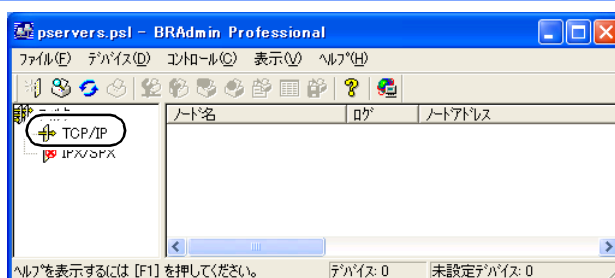 pservers.psl - BRAdmin Professional
ファイル(F) デバイス(D) コントロール(C) 表示(V) ヘルプ(H)
ノード名 ログ ノードアドレス
TCP/IP
IPX/SPX
ヘルプを表示するには [F1] を押してください。 デバイス: 0 未設定デバイス: 0